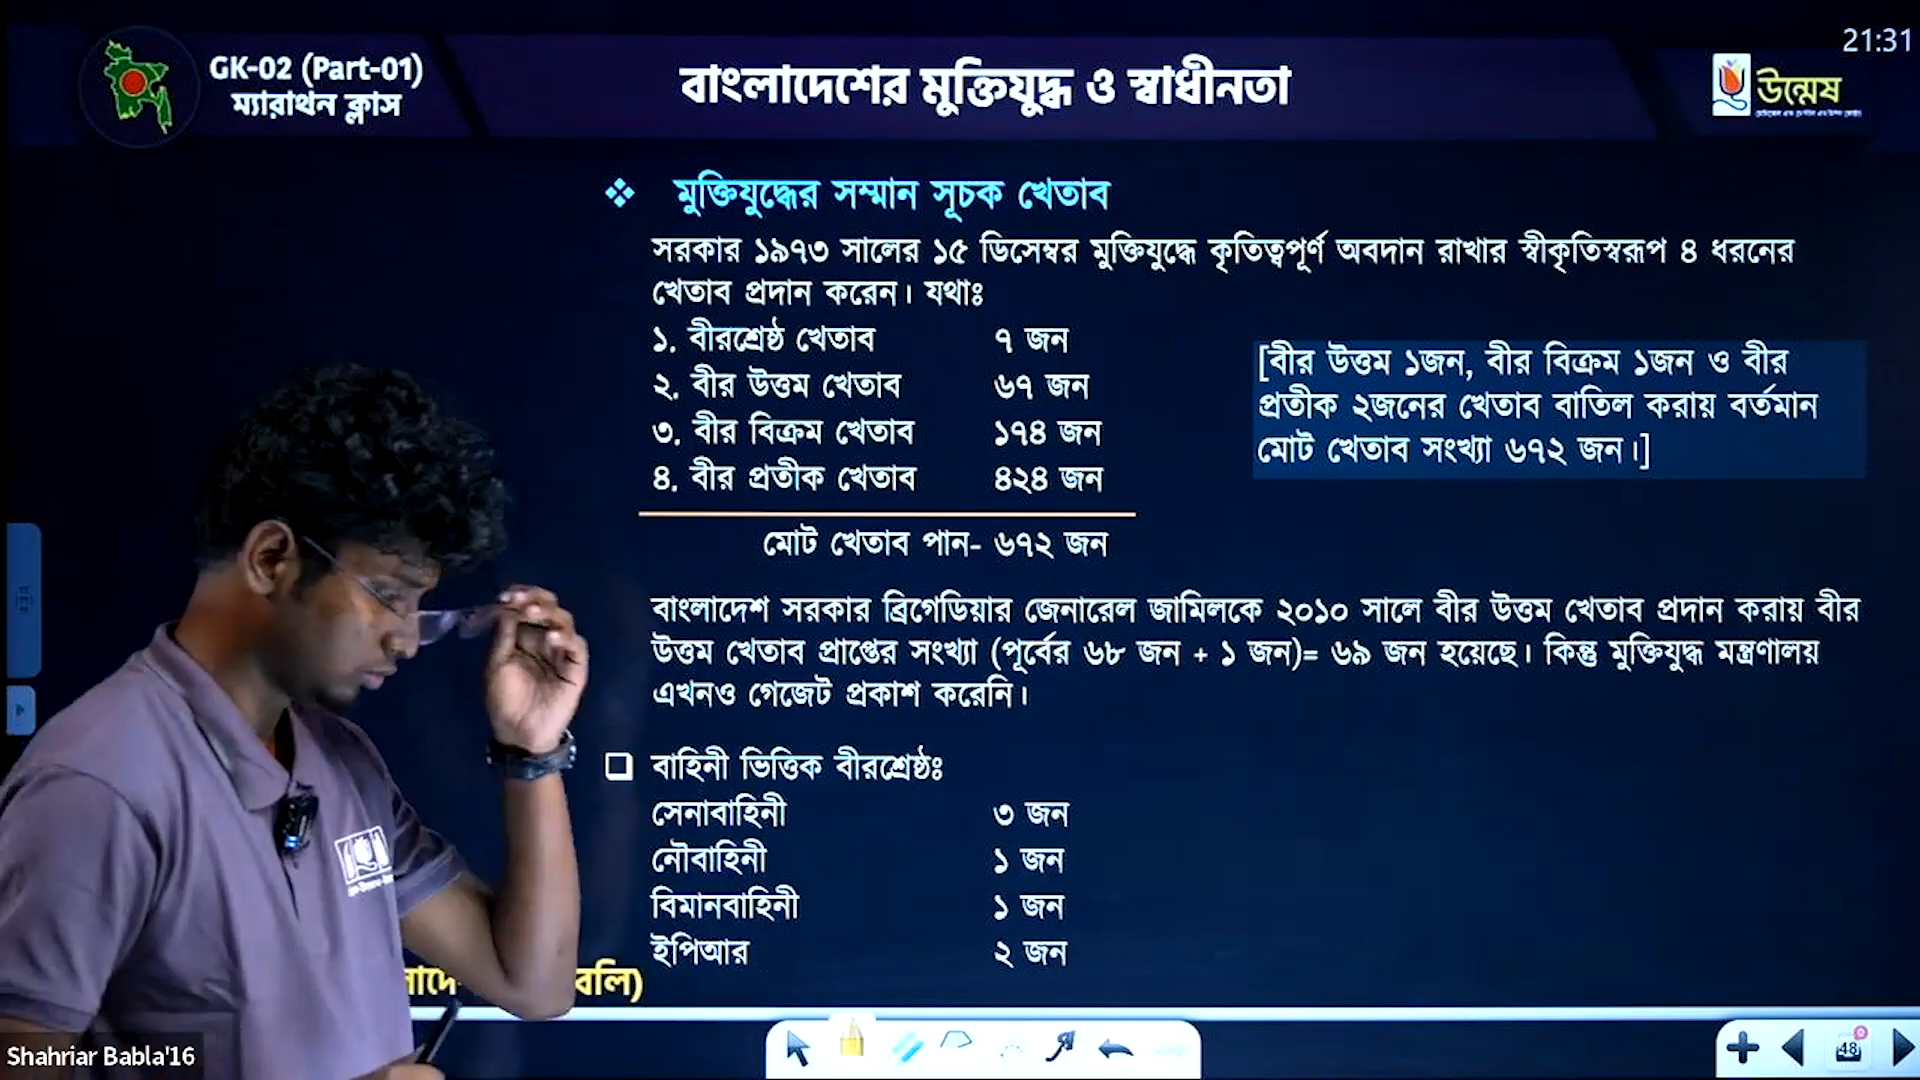 21:31
GK-02 (Part-01)
ম্যারাথন ক্লাস
বাংলাদেশের মুক্তিযুদ্ধ ও স্বাধীনতা
উন্মেষ
❖ মুক্তিযুদ্ধের সম্মান সূচক খেতাব
সরকার ১৯৭৩ সালের ১৫ ডিসেম্বর মুক্তিযুদ্ধে কৃতিত্বপূর্ণ অবদান রাখার স্বীকৃতিস্বরূপ ৪ ধরনের
খেতাব প্রদান করেন। যথাঃ
১. বীরশ্রেষ্ঠ খেতাব ৭ জন
২. বীর উত্তম খেতাব ৬৭ জন
৩. বীর বিক্রম খেতাব ১৭৪ জন
৪. বীর প্রতীক খেতাব ৪২৪ জন
মোট খেতাব পান- ৬৭২ জন
[বীর উত্তম ১জন, বীর বিক্রম ১জন ও বীর
প্রতীক ২জনের খেতাব বাতিল করায় বর্তমান
মোট খেতাব সংখ্যা ৬৭২ জন।]
বাংলাদেশ সরকার ব্রিগেডিয়ার জেনারেল জামিলকে ২০১০ সালে বীর উত্তম খেতাব প্রদান করায় বীর
উত্তম খেতাব প্রাপ্তের সংখ্যা (পূর্বের ৬৮ জন + ১ জন)= ৬৯ জন হয়েছে। কিন্তু মুক্তিযুদ্ধ মন্ত্রণালয়
এখনও গেজেট প্রকাশ করেনি।
❑ বাহিনী ভিত্তিক বীরশ্রেষ্ঠঃ
সেনাবাহিনী ৩ জন
নৌবাহিনী ১ জন
বিমানবাহিনী ১ জন
ইপিআর ২ জন
Shahriar Babla'16
48